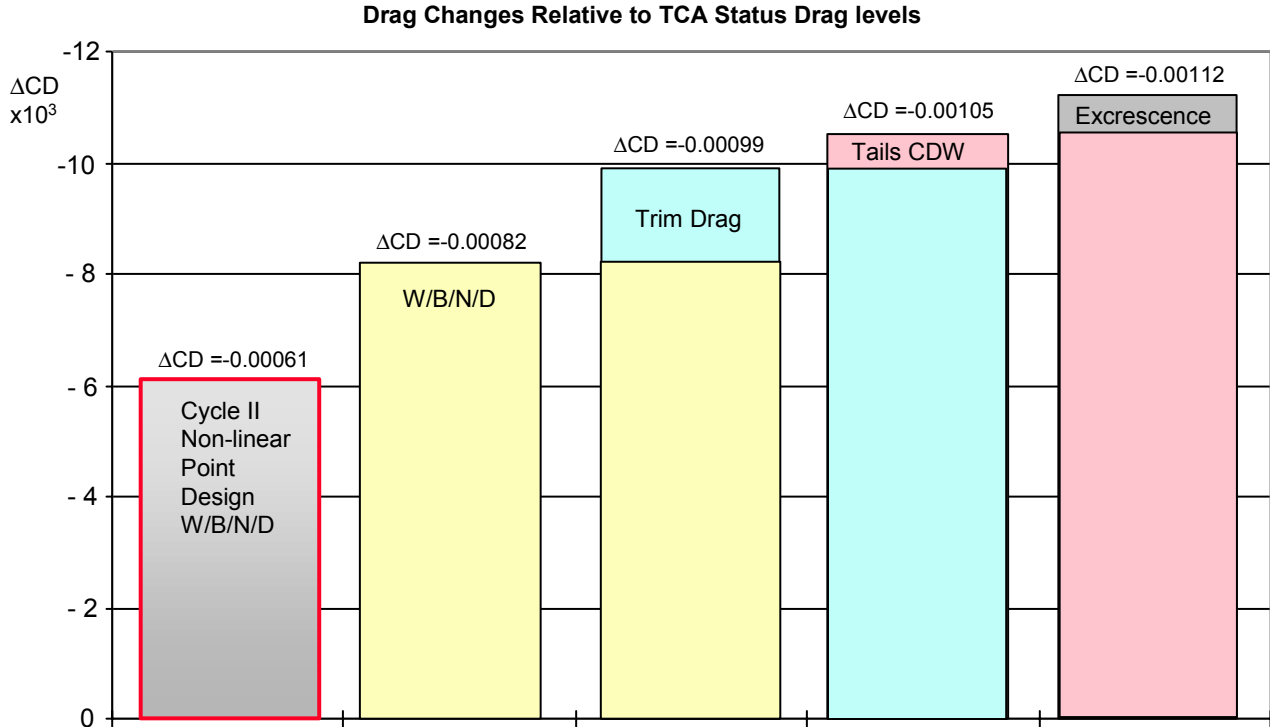 Drag Changes Relative to TCA Status Drag levels
ΔCD
x10³
-12
-10
- 8
- 6
- 4
- 2
0
ΔCD =-0.00061
Cycle II
Non-linear
Point
Design
W/B/N/D
ΔCD =-0.00082
W/B/N/D
ΔCD =-0.00099
Trim Drag
ΔCD =-0.00105
Tails CDW
ΔCD =-0.00112
Excrescence